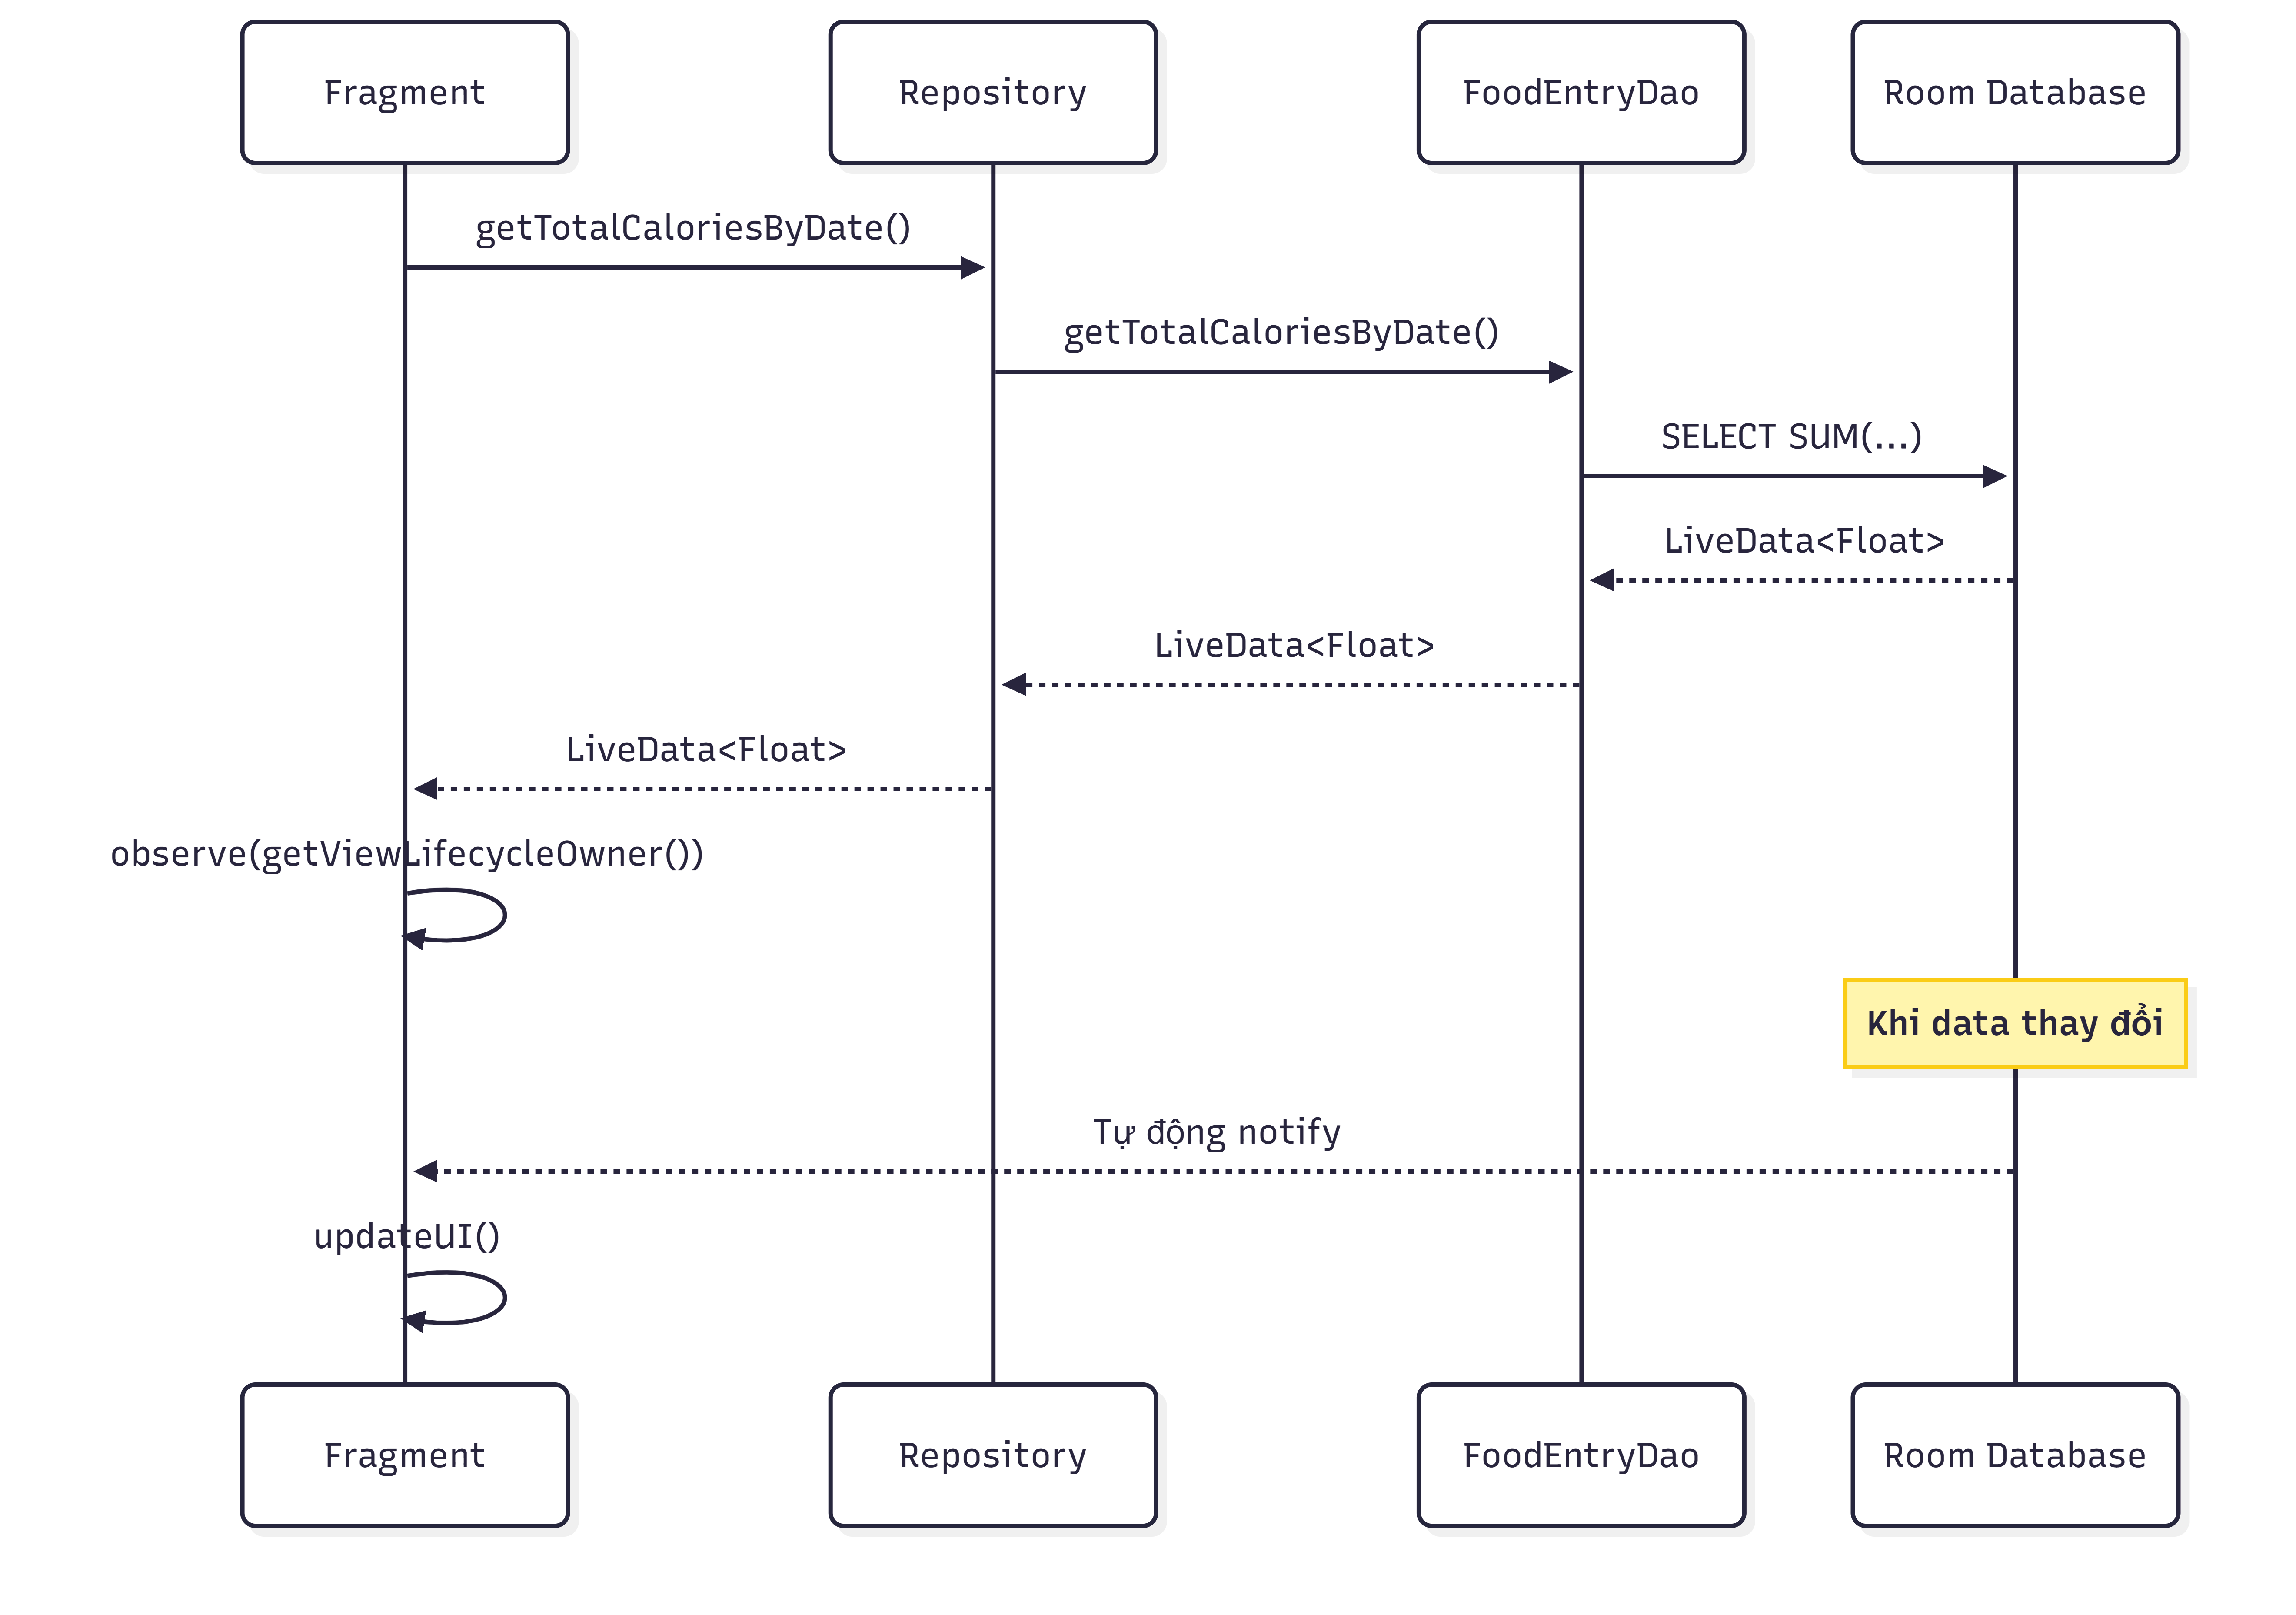 Fragment
Repository
FoodEntryDao
Room Database
getTotalCaloriesByDate()
getTotalCaloriesByDate()
SELECT SUM(...)
LiveData<Float>
LiveData<Float>
LiveData<Float>
observe(getViewLifecycleOwner())
Khi data thay đổi
Tự động notify
updateUI()
Fragment
Repository
FoodEntryDao
Room Database